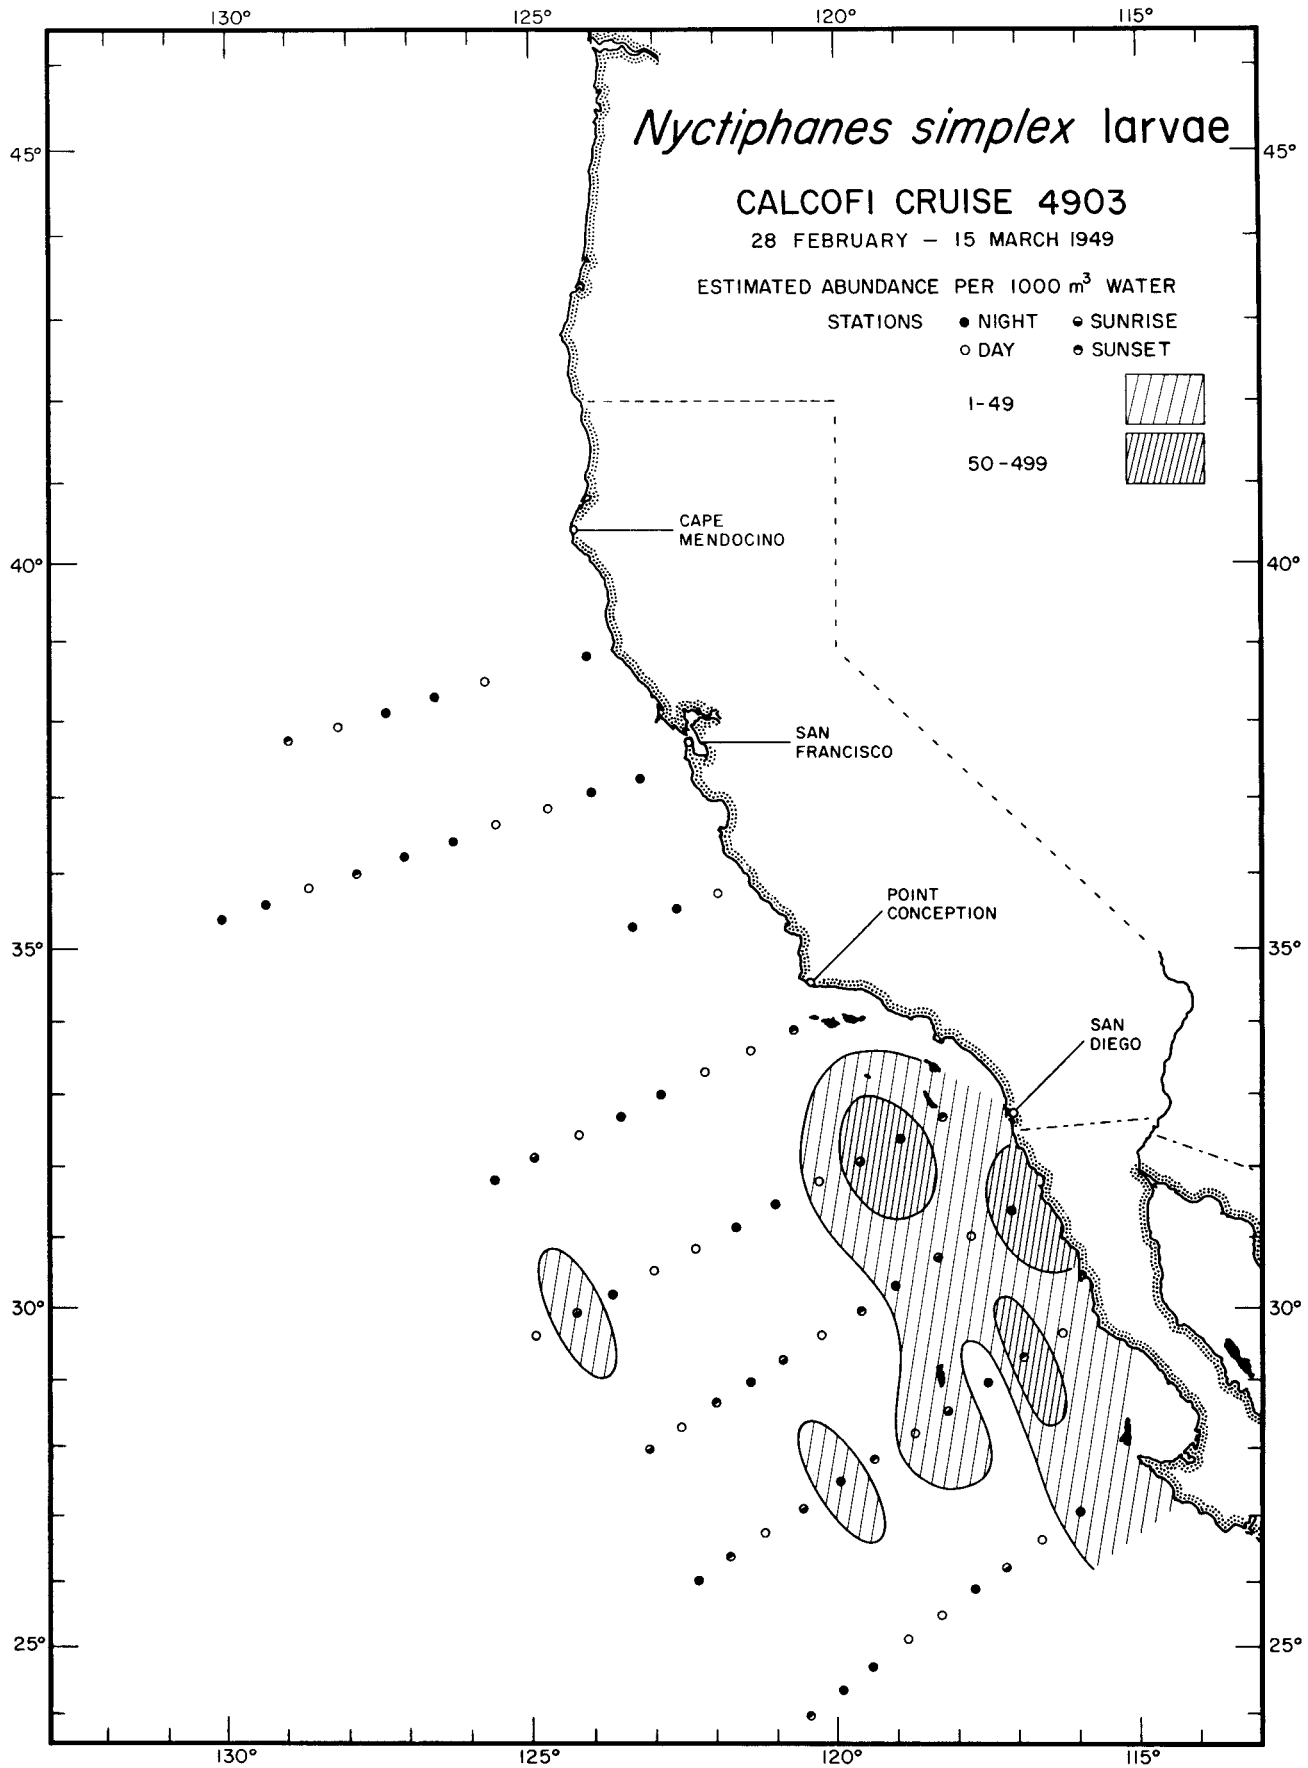 130° 125° 120° 115°
Nyctiphanes simplex larvae
45° 45°
CALCOFI CRUISE 4903
28 FEBRUARY – 15 MARCH 1949
ESTIMATED ABUNDANCE PER 1000 m³ WATER
STATIONS NIGHT SUNRISE
DAY SUNSET
1-49
50-499
CAPE
MENDOCINO
40° 40°
SAN
FRANCISCO
POINT
CONCEPTION
35° 35°
SAN
DIEGO
30° 30°
25° 25°
130° 125° 120° 115°